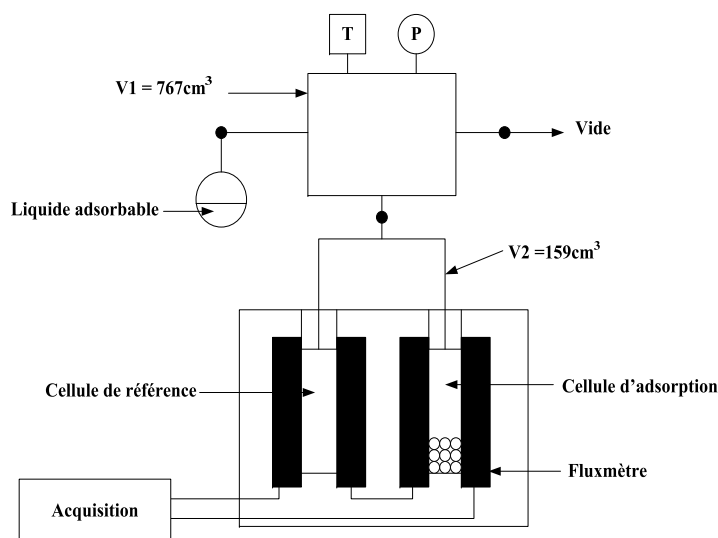 T
P
V1 = 767cm³
Vide
Liquide adsorbable
V2 =159cm³
Cellule de référence
Cellule d’adsorption
Fluxmètre
Acquisition